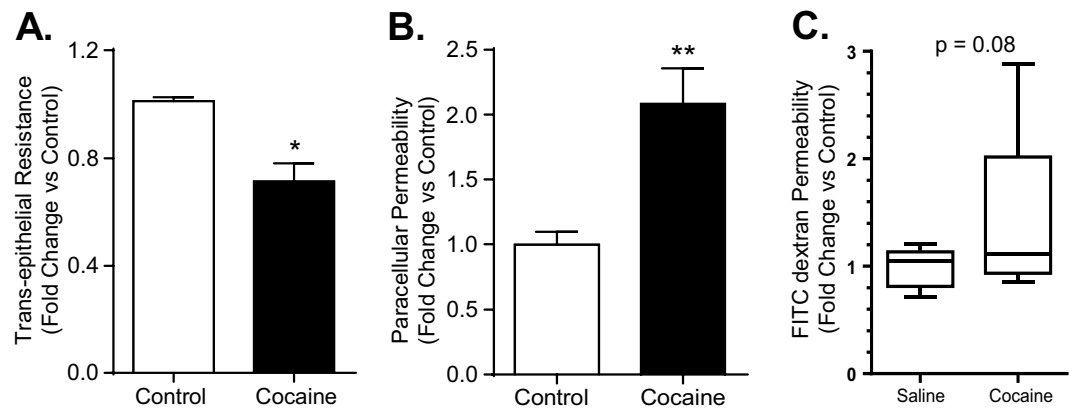 A.
Trans-epithelial Resistance
(Fold Change vs Control)
1.2
0.8
0.4
0.0
*
Control
Cocaine
B.
Paracellular Permeability
(Fold Change vs Control)
2.5
2.0
1.5
1.0
0.5
0.0
**
Control
Cocaine
C.
FITC dextran Permeability
(Fold Change vs Control)
3
2
1
0
p = 0.08
Saline
Cocaine